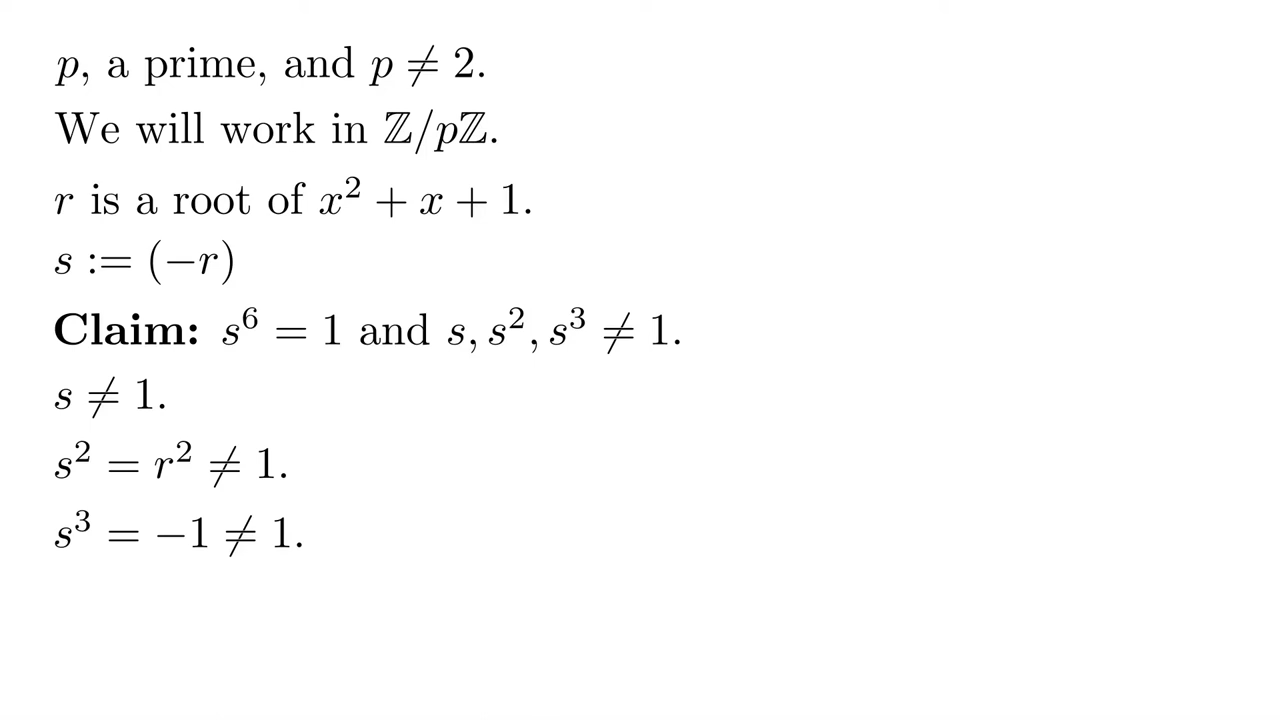 p, a prime, and p ≠ 2.
We will work in ℤ/pℤ.
r is a root of x² + x + 1.
s := (−r)
Claim: s⁶ = 1 and s, s², s³ ≠ 1.
s ≠ 1.
s² = r² ≠ 1.
s³ = −1 ≠ 1.